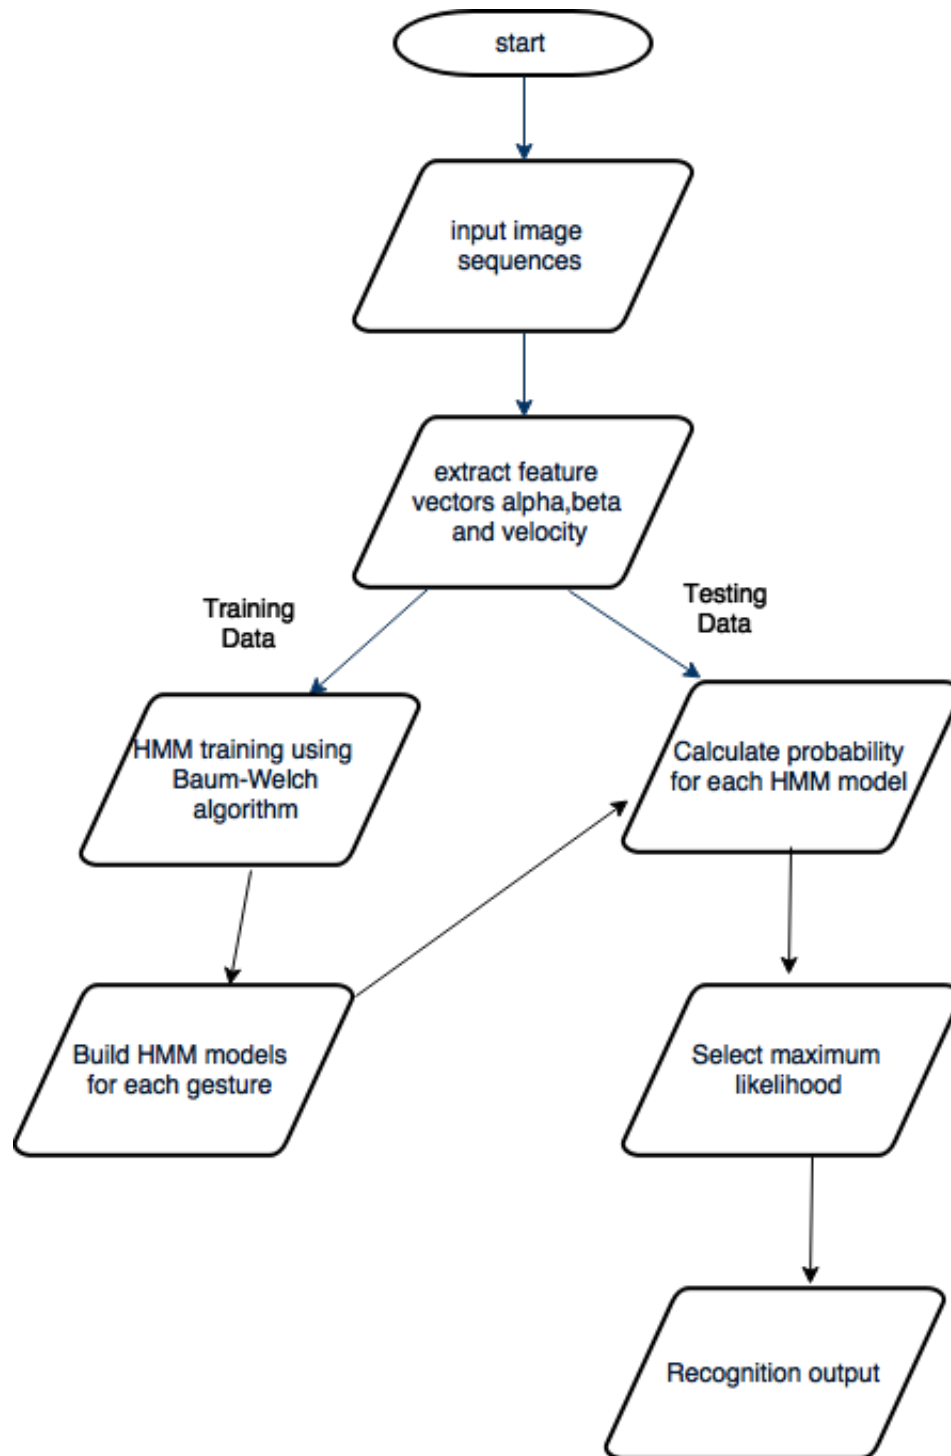 start
input image
sequences
extract feature
vectors alpha,beta
and velocity
Training
Data
Testing
Data
HMM training using
Baum-Welch
algorithm
Calculate probability
for each HMM model
Build HMM models
for each gesture
Select maximum
likelihood
Recognition output